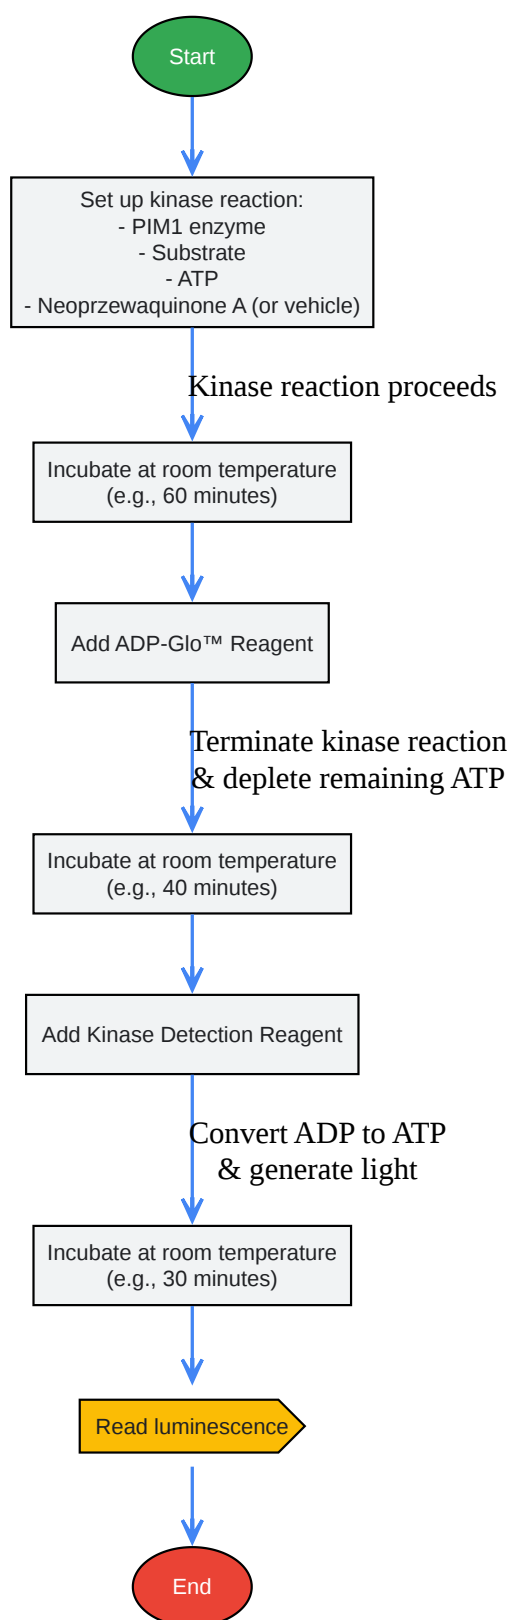 Start
Set up kinase reaction:
- PIM1 enzyme
- Substrate
- ATP
- Neoprzewaquinone A (or vehicle)
Kinase reaction proceeds
Incubate at room temperature
(e.g., 60 minutes)
Add ADP-Glo™ Reagent
Terminate kinase reaction
& deplete remaining ATP
Incubate at room temperature
(e.g., 40 minutes)
Add Kinase Detection Reagent
Convert ADP to ATP
& generate light
Incubate at room temperature
(e.g., 30 minutes)
Read luminescence
End